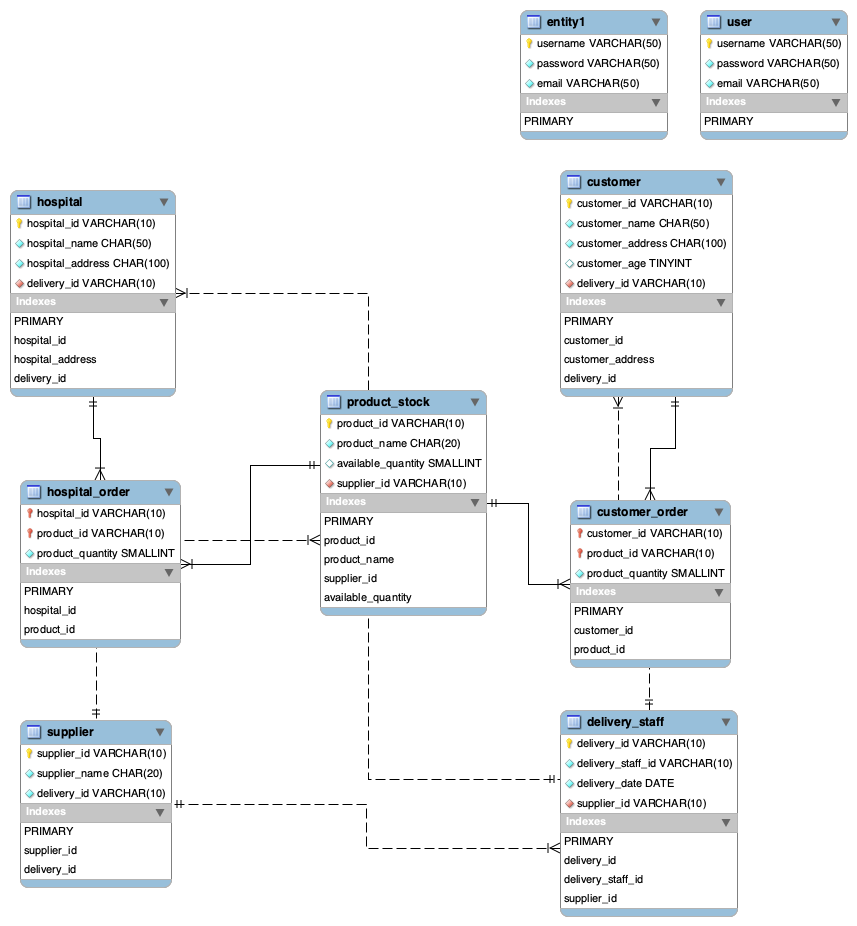 entity1
username VARCHAR(50)
password VARCHAR(50)
email VARCHAR(50)
Indexes
PRIMARY
user
username VARCHAR(50)
password VARCHAR(50)
email VARCHAR(50)
Indexes
PRIMARY
hospital
hospital_id VARCHAR(10)
hospital_name CHAR(50)
hospital_address CHAR(100)
delivery_id VARCHAR(10)
Indexes
PRIMARY
hospital_id
hospital_address
delivery_id
customer
customer_id VARCHAR(10)
customer_name CHAR(50)
customer_address CHAR(100)
customer_age TINYINT
delivery_id VARCHAR(10)
Indexes
PRIMARY
customer_id
customer_address
delivery_id
product_stock
product_id VARCHAR(10)
product_name CHAR(20)
available_quantity SMALLINT
supplier_id VARCHAR(10)
Indexes
PRIMARY
product_id
product_name
supplier_id
available_quantity
hospital_order
hospital_id VARCHAR(10)
product_id VARCHAR(10)
product_quantity SMALLINT
Indexes
PRIMARY
hospital_id
product_id
customer_order
customer_id VARCHAR(10)
product_id VARCHAR(10)
product_quantity SMALLINT
Indexes
PRIMARY
customer_id
product_id
supplier
supplier_id VARCHAR(10)
supplier_name CHAR(20)
delivery_id VARCHAR(10)
Indexes
PRIMARY
supplier_id
delivery_id
delivery_staff
delivery_id VARCHAR(10)
delivery_staff_id VARCHAR(10)
delivery_date DATE
supplier_id VARCHAR(10)
Indexes
PRIMARY
delivery_id
delivery_staff_id
supplier_id